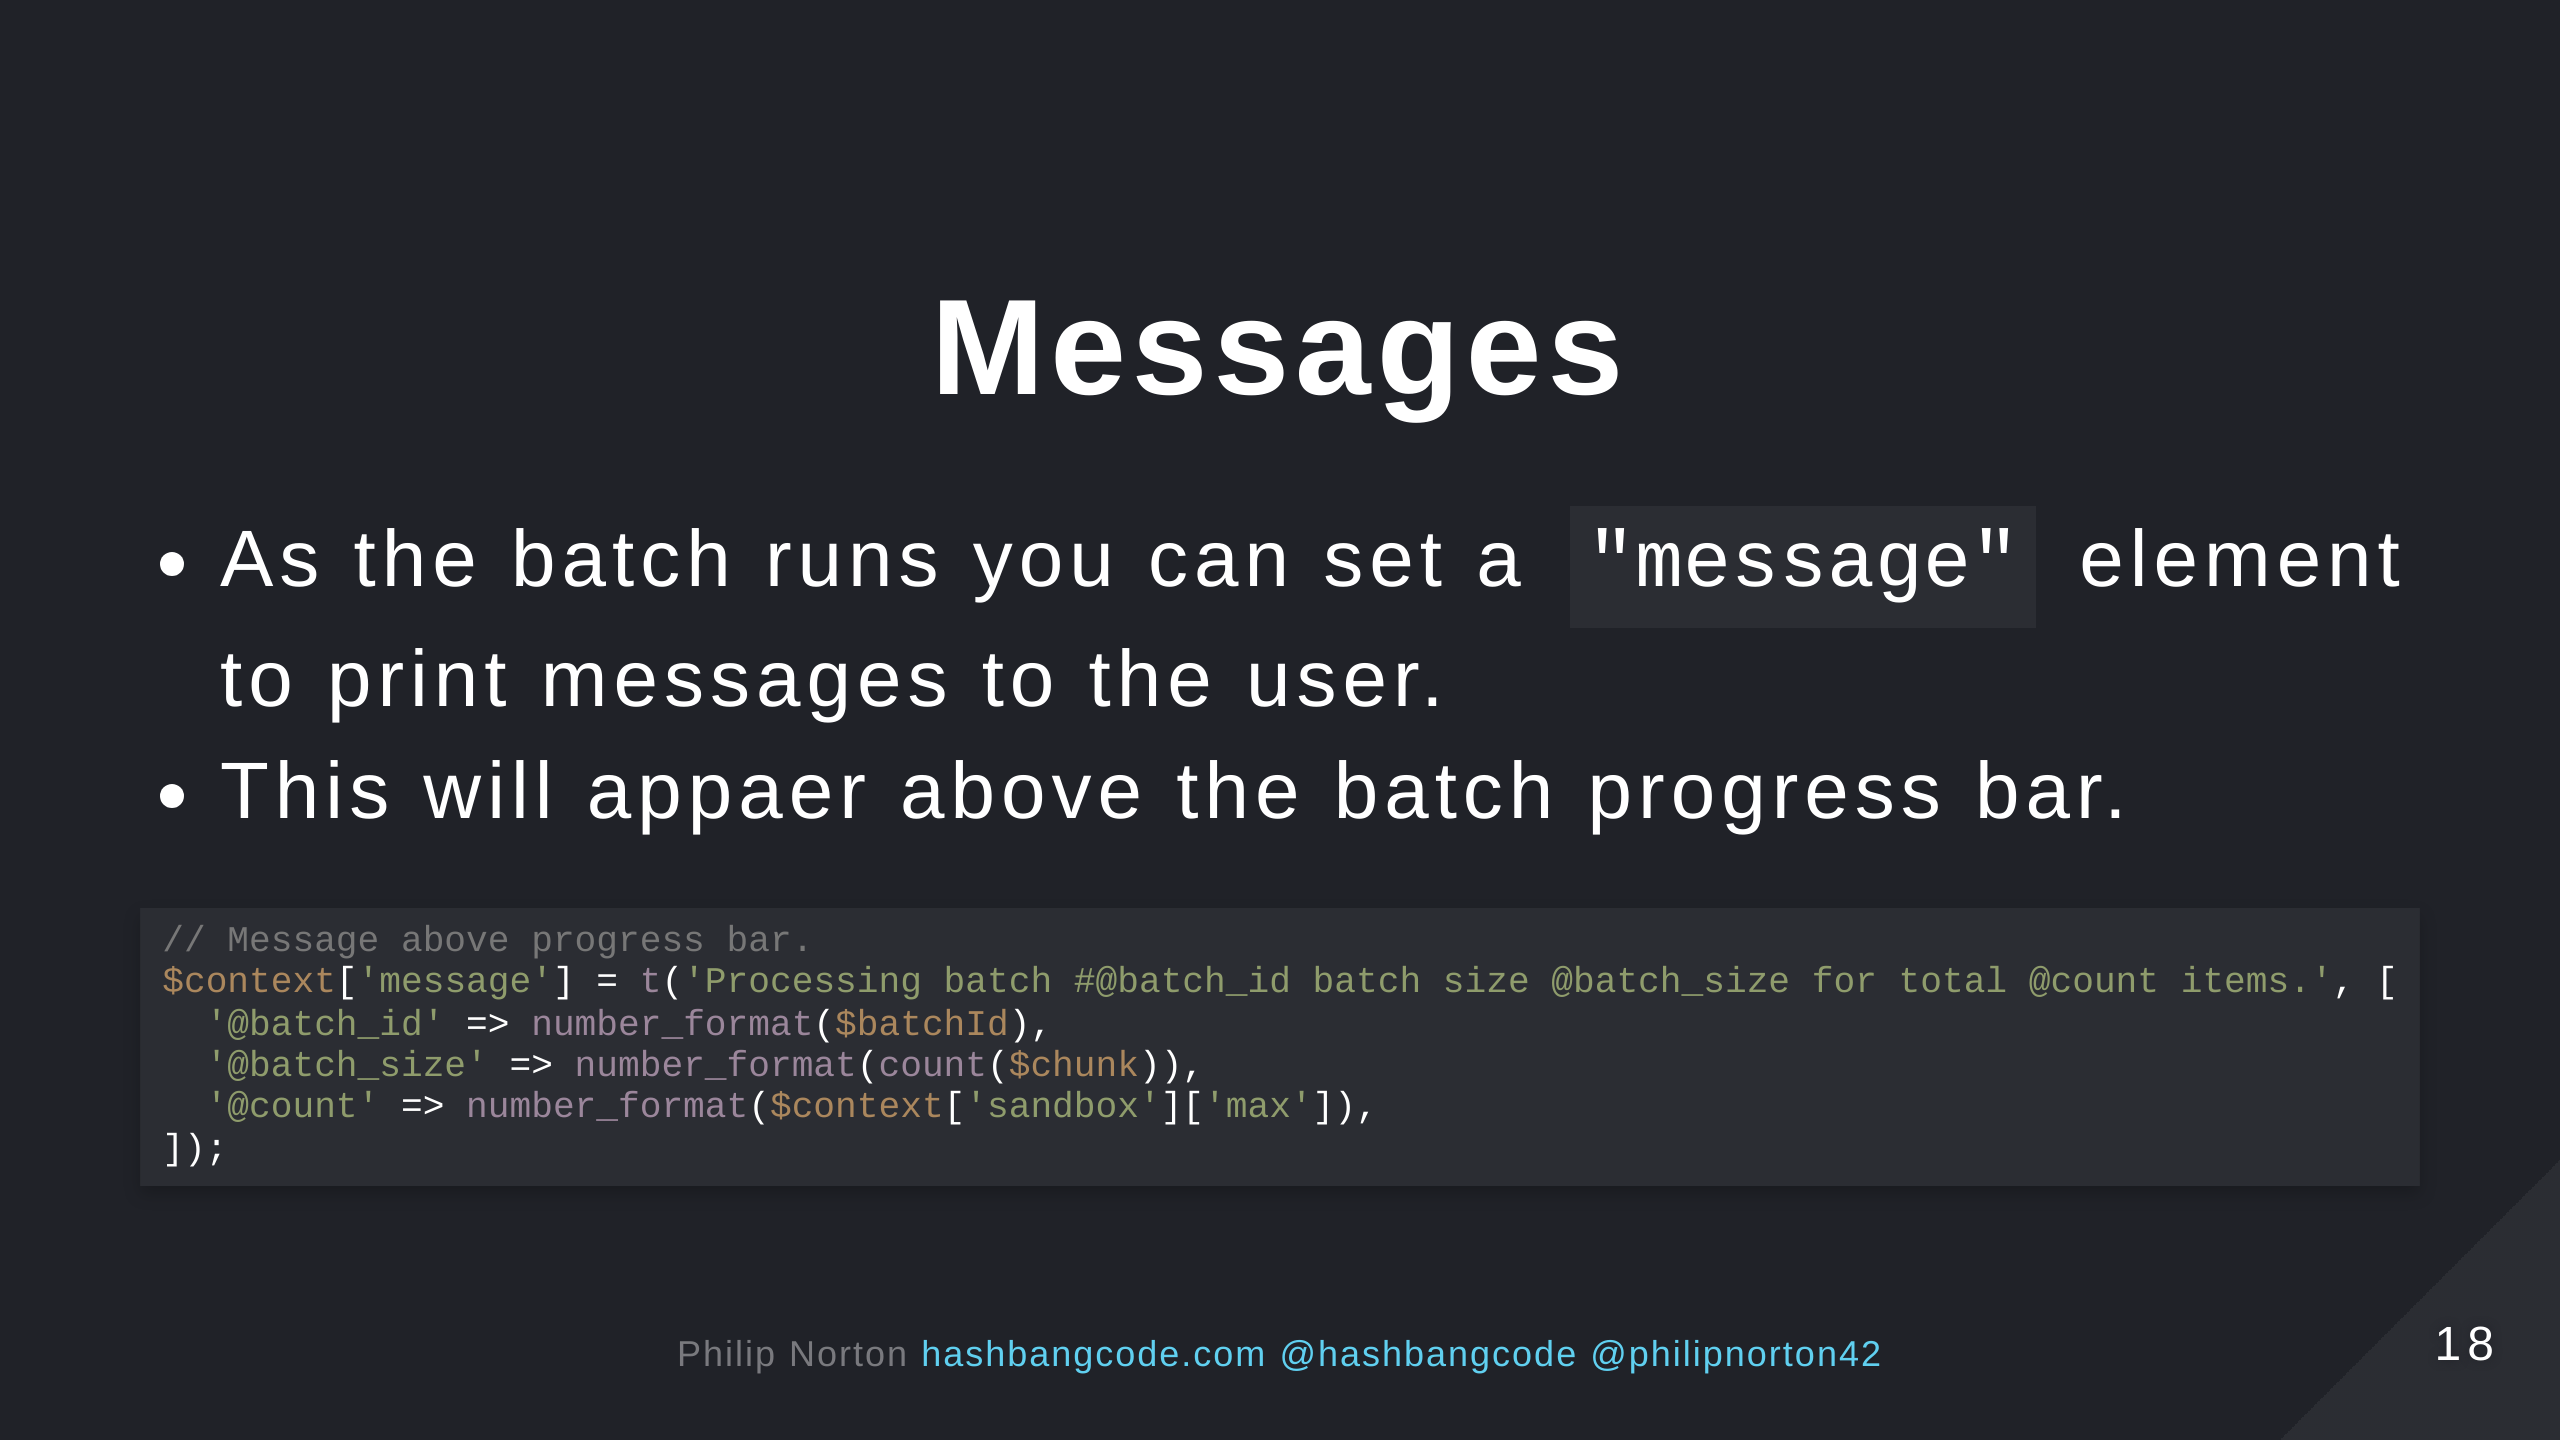 Messages
• As the batch runs you can set a "message" element
to print messages to the user.
• This will appaer above the batch progress bar.
// Message above progress bar.
$context['message'] = t('Processing batch #@batch_id batch size @batch_size for total @count items.', [
  '@batch_id' => number_format($batchId),
  '@batch_size' => number_format(count($chunk)),
  '@count' => number_format($context['sandbox']['max']),
]);
Philip Norton hashbangcode.com @hashbangcode @philipnorton42
18